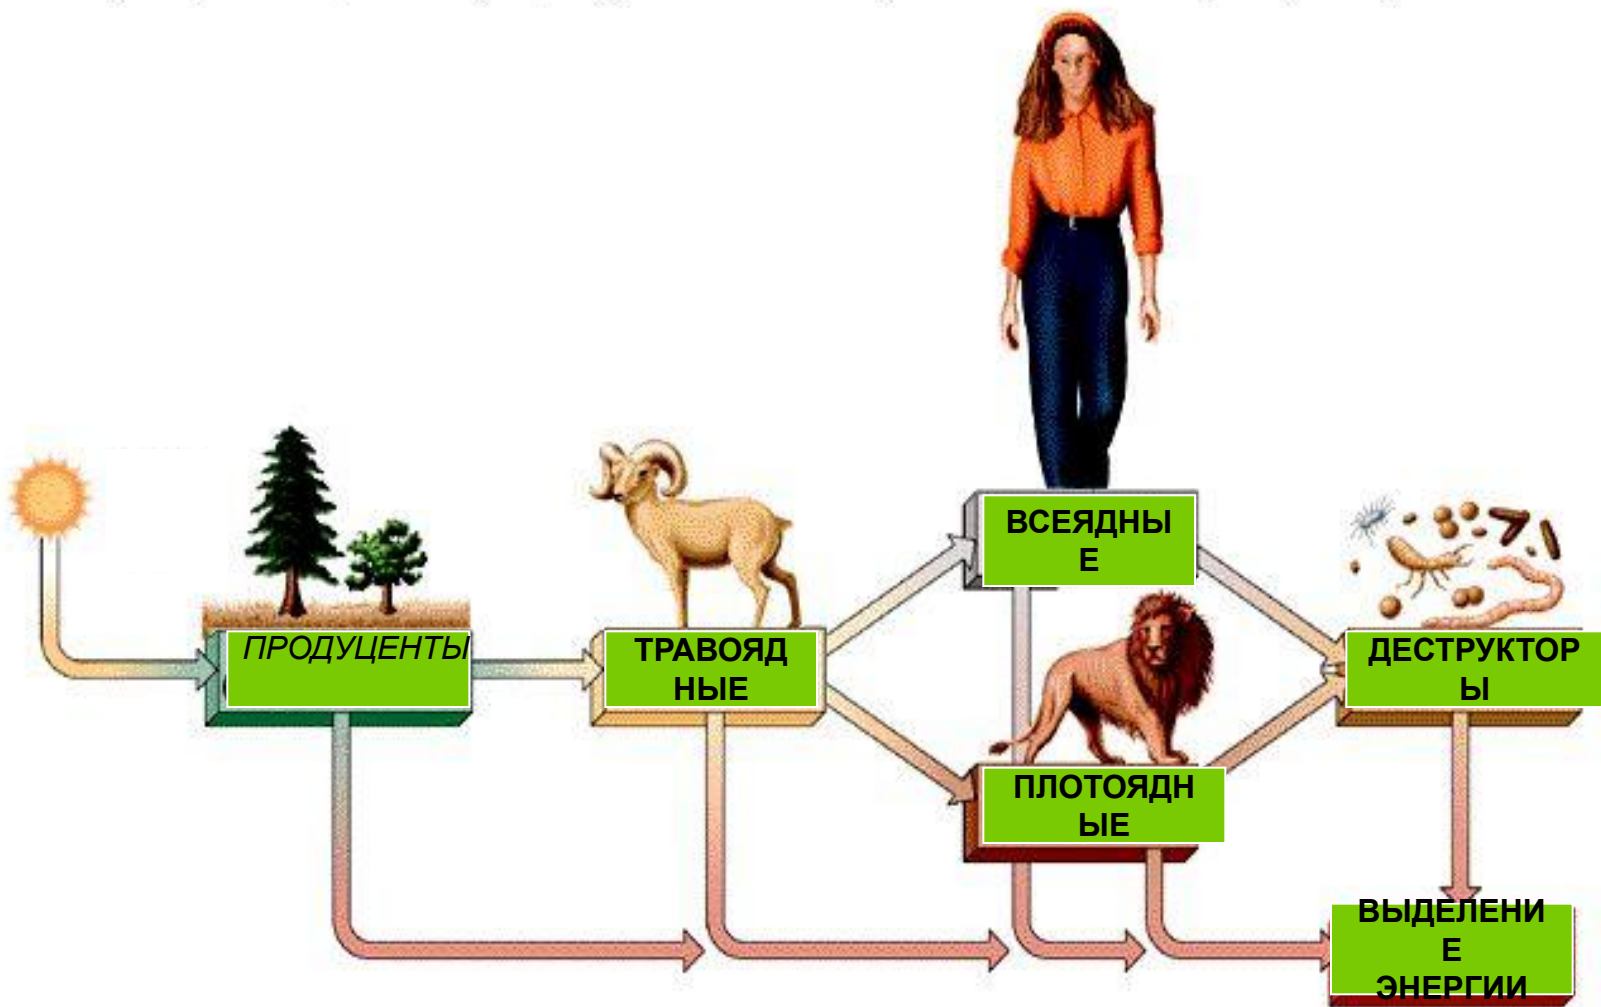 ВСЕЯДНЫ
Е
ПРОДУЦЕНТЫ
ТРАВОЯД
НЫЕ
ДЕСТРУКТОР
Ы
ПЛОТОЯДН
ЫЕ
ВЫДЕЛЕНИ
Е
ЭНЕРГИИ